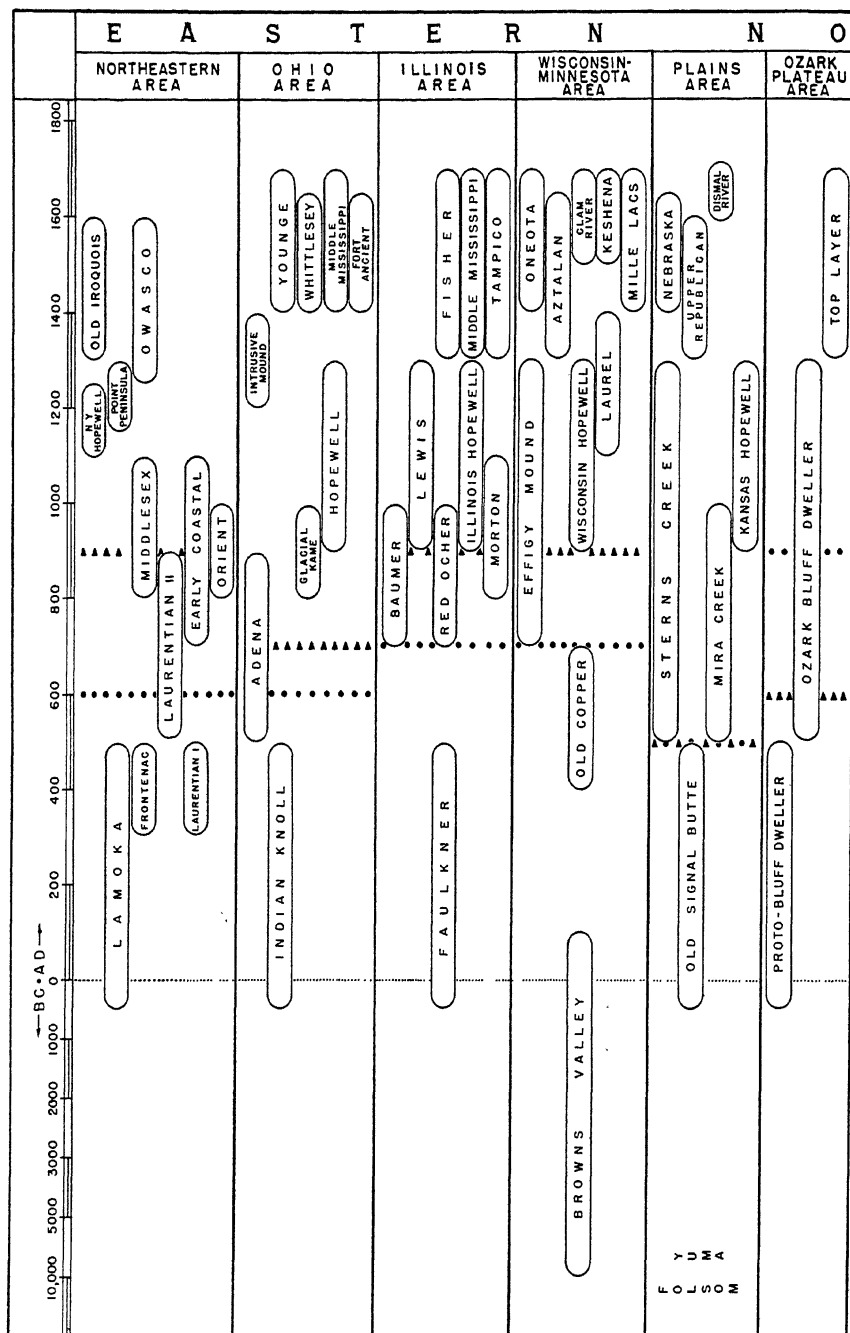 E A S T E R N N O
NORTHEASTERN
AREA
OHIO
AREA
ILLINOIS
AREA
WISCONSIN-
MINNESOTA
AREA
PLAINS
AREA
OZARK
PLATEAU
AREA
1800
1600
1400
1200
1000
800
600
400
200
0
←BC•AD→
1000
2000
3000
5000
10,000
OLD IROQUOIS
OWASCO
NY
HOPEWELL
POINT
PENINSULA
MIDDLESEX
LAURENTIAN II
EARLY COASTAL
ORIENT
LAMOKA
FRONTENAC
LAURENTIAN I
YOUNGE
WHITTLESEY
MIDDLE
MISSISSIPPI
FORT
ANCIENT
INTRUSIVE
MOUND
HOPEWELL
GLACIAL
KAME
ADENA
INDIAN KNOLL
FISHER
MIDDLE MISSISSIPPI
TAMPICO
LEWIS
ILLINOIS HOPEWELL
MORTON
BAUMER
RED OCHER
FAULKNER
ONEOTA
AZTALAN
CLAM
RIVER
KESHENA
MILLE LACS
LAUREL
EFFIGY MOUND
WISCONSIN HOPEWELL
OLD COPPER
BROWNS VALLEY
NEBRASKA
UPPER
REPUBLICAN
DISMAL
RIVER
STERNS CREEK
MIRA CREEK
KANSAS HOPEWELL
OLD SIGNAL BUTTE
YUMA
FOLSOM
TOP LAYER
OZARK BLUFF DWELLER
PROTO-BLUFF DWELLER